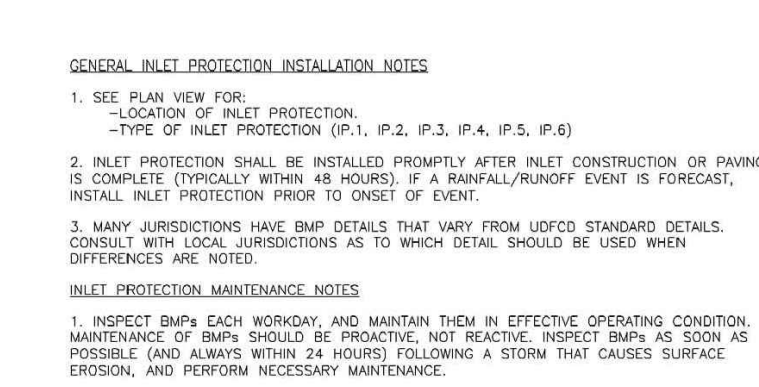 GENERAL INLET PROTECTION INSTALLATION NOTES
1. SEE PLAN VIEW FOR:
-LOCATION OF INLET PROTECTION.
-TYPE OF INLET PROTECTION (IP.1, IP.2, IP.3, IP.4, IP.5, IP.6)
2. INLET PROTECTION SHALL BE INSTALLED PROMPTLY AFTER INLET CONSTRUCTION OR PAVING
IS COMPLETE (TYPICALLY WITHIN 48 HOURS). IF A RAINFALL/RUNOFF EVENT IS FORECAST,
INSTALL INLET PROTECTION PRIOR TO ONSET OF EVENT.
3. MANY JURISDICTIONS HAVE BMP DETAILS THAT VARY FROM UDFCD STANDARD DETAILS.
CONSULT WITH LOCAL JURISDICTIONS AS TO WHICH DETAIL SHOULD BE USED WHEN
DIFFERENCES ARE NOTED.
INLET PROTECTION MAINTENANCE NOTES
1. INSPECT BMPs EACH WORKDAY, AND MAINTAIN THEM IN EFFECTIVE OPERATING CONDITION.
MAINTENANCE OF BMPs SHOULD BE PROACTIVE, NOT REACTIVE. INSPECT BMPs AS SOON AS
POSSIBLE (AND ALWAYS WITHIN 24 HOURS) FOLLOWING A STORM THAT CAUSES SURFACE
EROSION, AND PERFORM NECESSARY MAINTENANCE.